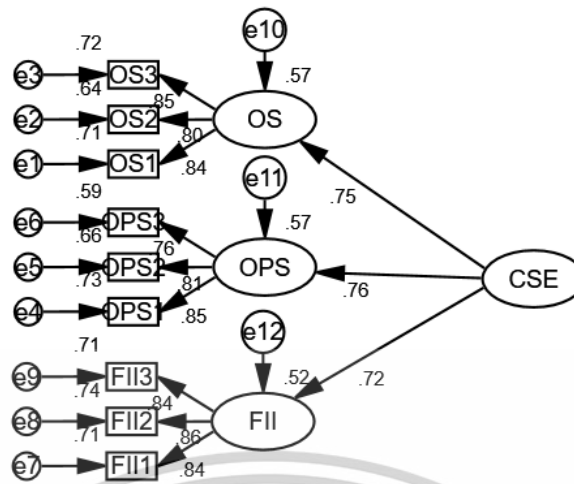 e10
.72
.57
e3 OS3
.64
.85
e2 OS2 OS
.71
.80
e1 OS1 .84
e11
.59
.75
.57
e6 OPS3
.66
.76
e5 OPS2 OPS CSE
.73
.81
.76
e4 OPS1 .85
e12
.71
.52 .72
e9 FII3
.74
.84
e8 FII2 FII
.71
.86
e7 FII1 .84